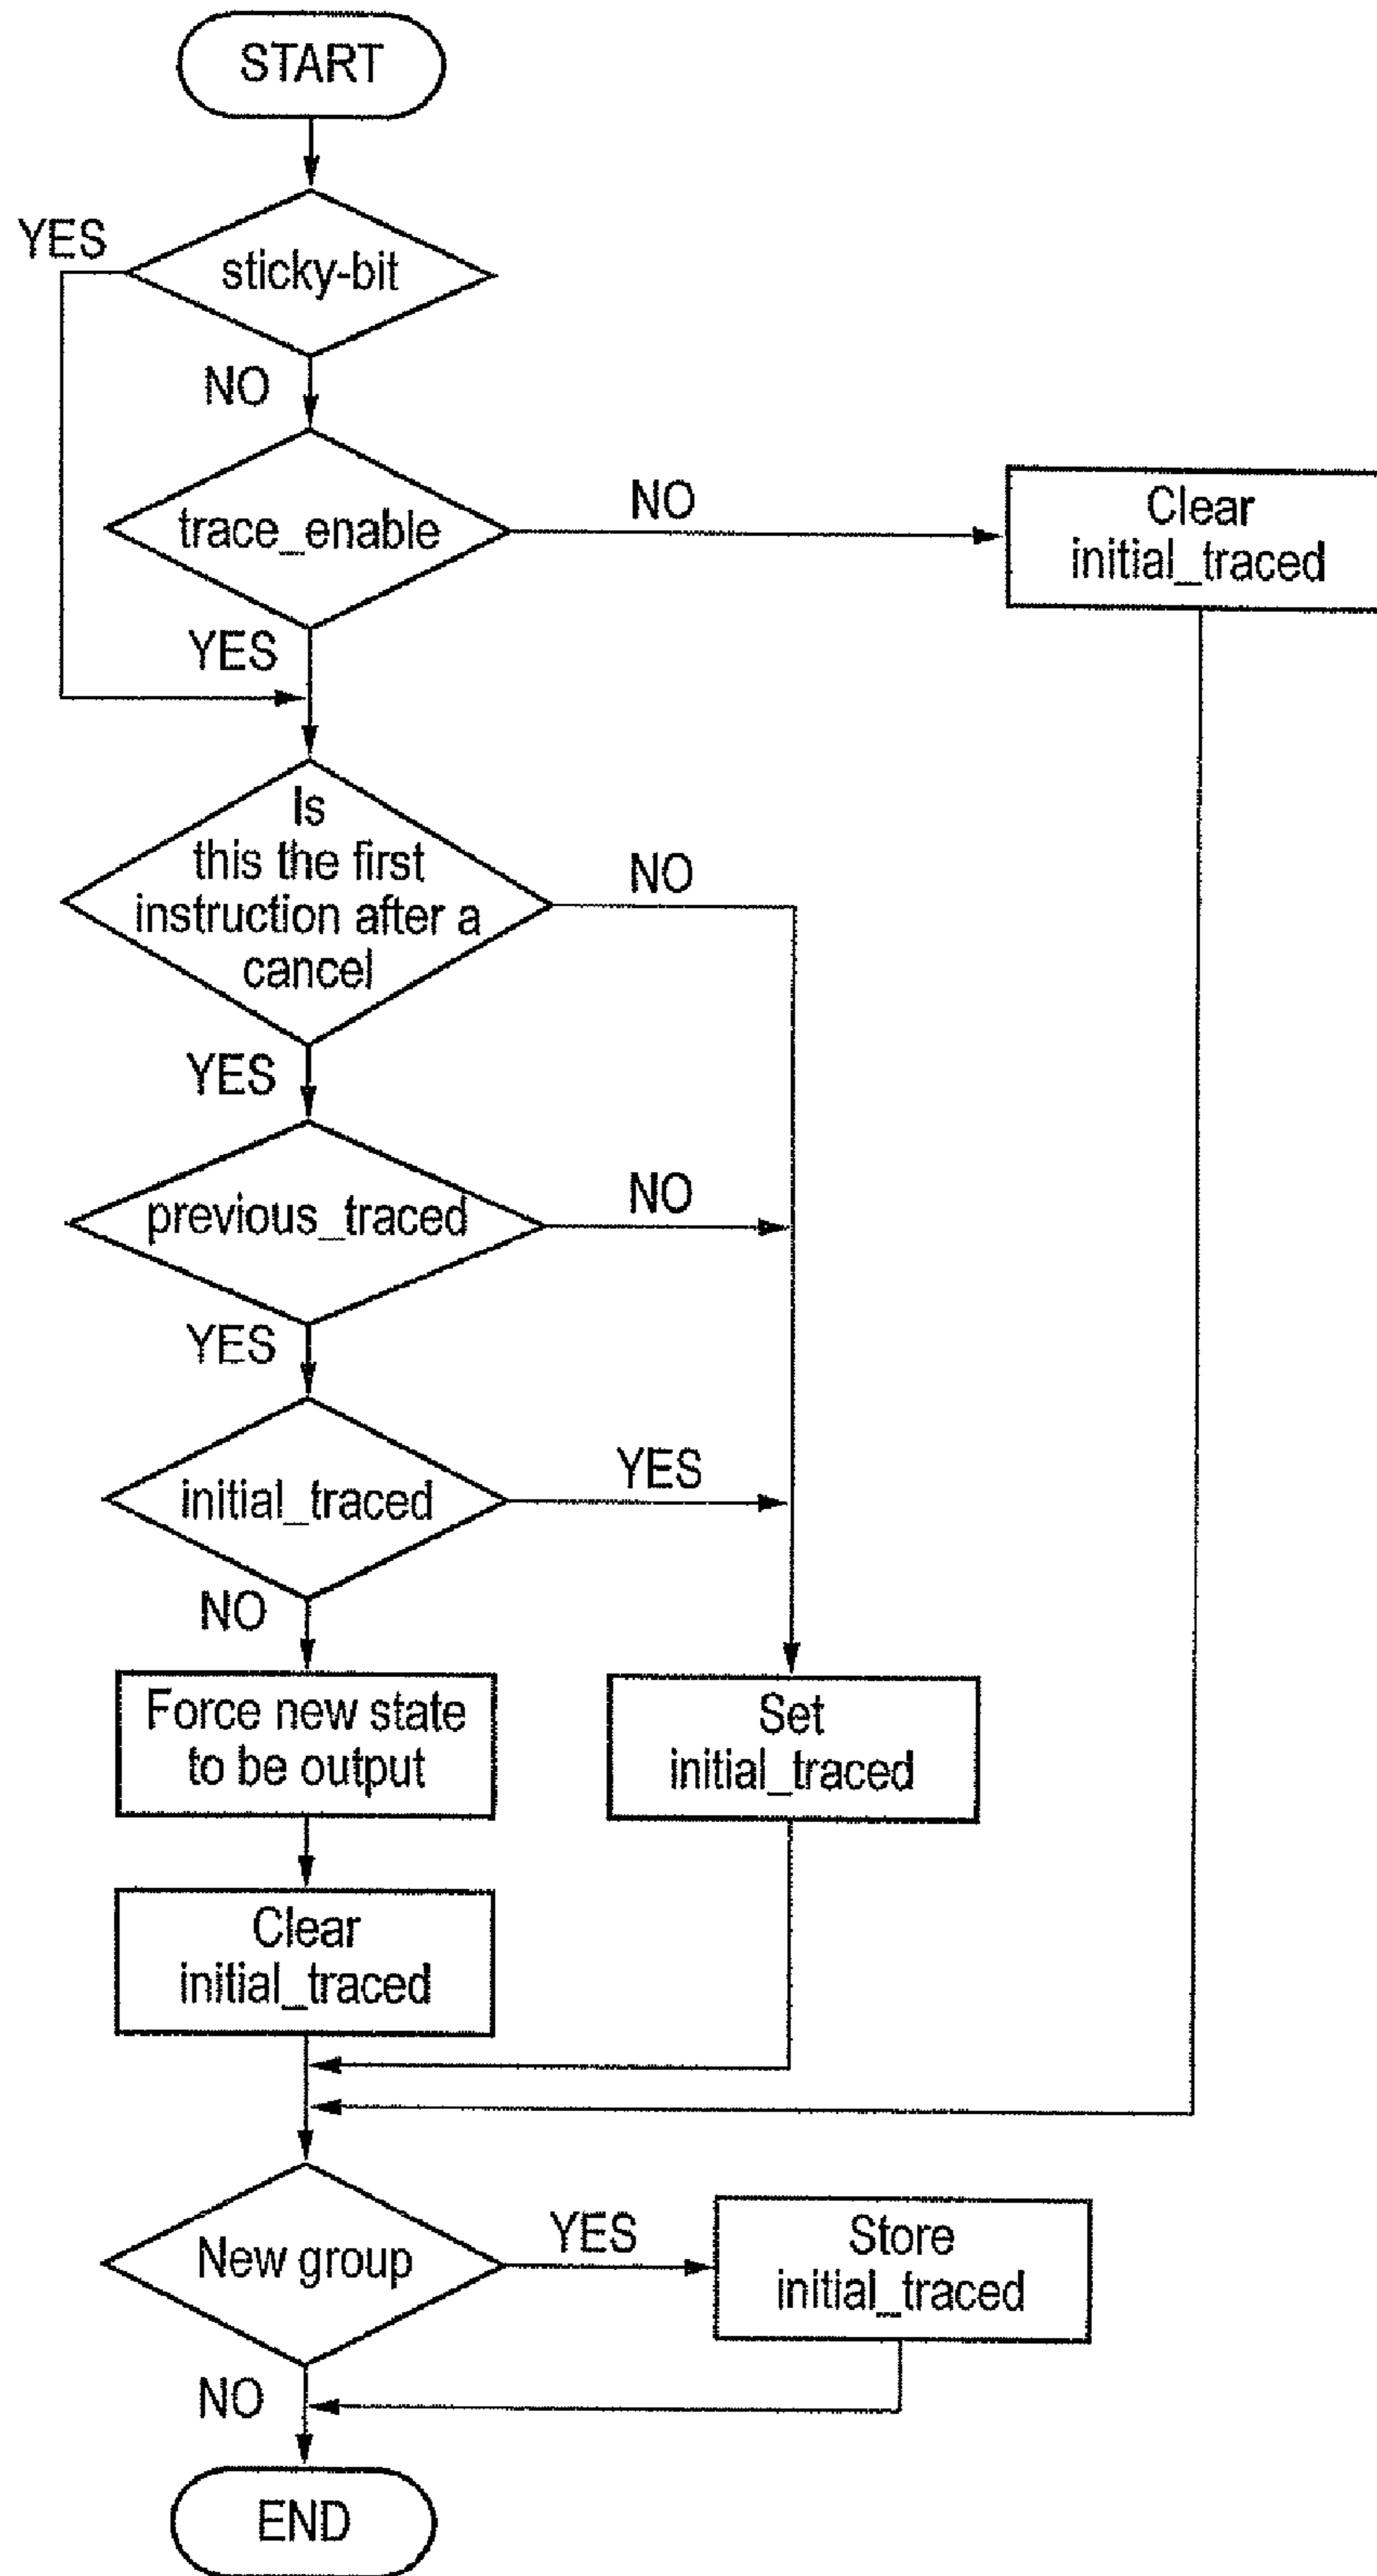 START
YES
sticky-bit
NO
trace_enable
NO
Clear
initial_traced
YES
Is
this the first
instruction after a
cancel
NO
YES
previous_traced
NO
YES
initial_traced
YES
NO
Force new state
to be output
Set
initial_traced
Clear
initial_traced
New group
YES
Store
initial_traced
NO
END